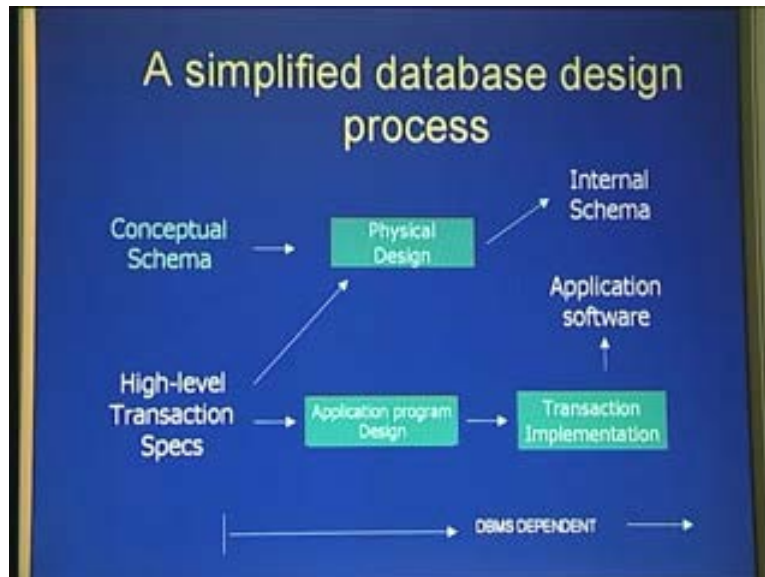 A simplified database design
process
Internal
Schema
Conceptual
Schema
Physical
Design
Application
software
High-level
Transaction
Specs
Application program
Design
Transaction
Implementation
DBMS DEPENDENT